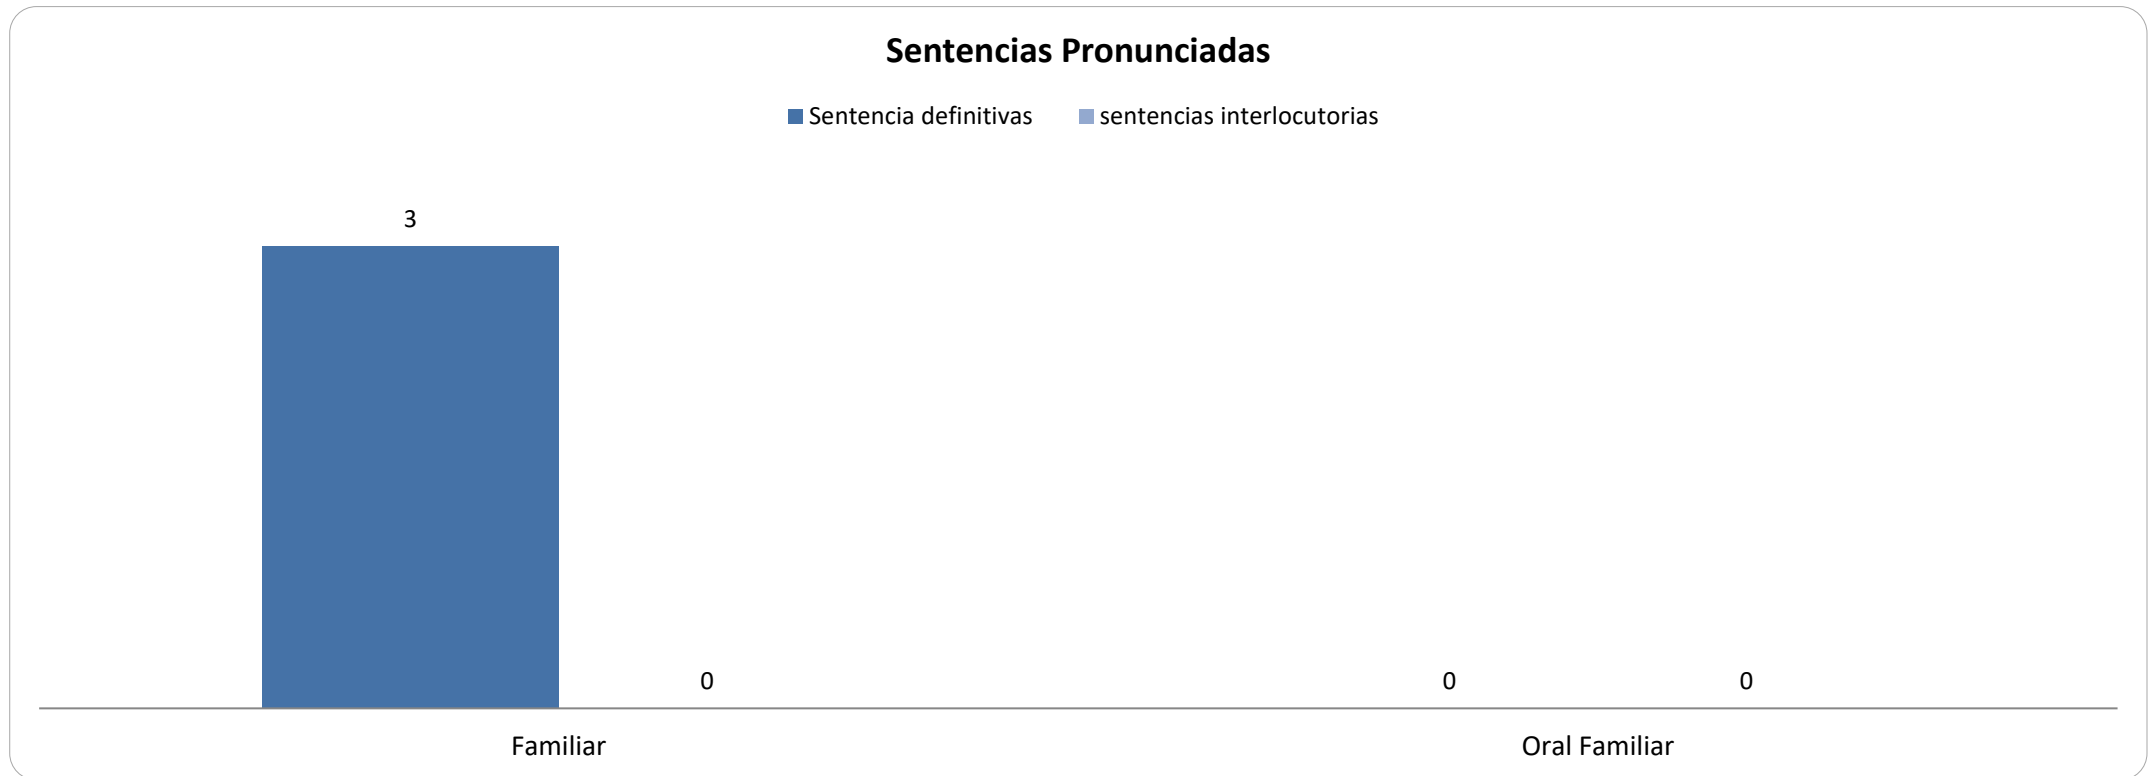 Sentencias Pronunciadas
Sentencia definitivas sentencias interlocutorias
3
0 0 0
Familiar Oral Familiar